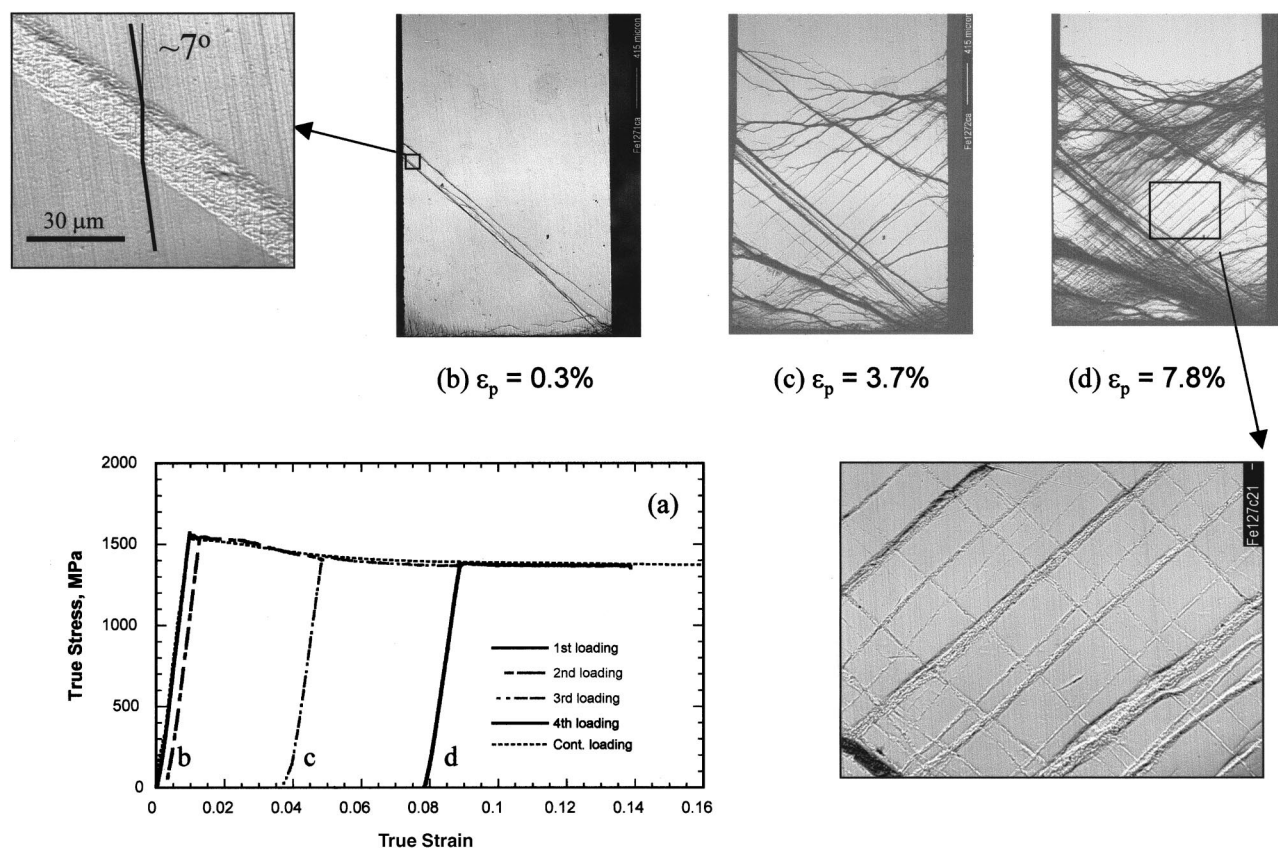 ~7°
30 μm
Fe1271ca
415 micron
Fe1272ca
415 micron
(b) εp = 0.3%
(c) εp = 3.7%
(d) εp = 7.8%
Fe127c21
2000
1500
1000
500
0
True Stress, MPa
(a)
1st loading
2nd loading
3rd loading
4th loading
Cont. loading
b
c
d
0
0.02
0.04
0.06
0.08
0.1
0.12
0.14
0.16
True Strain